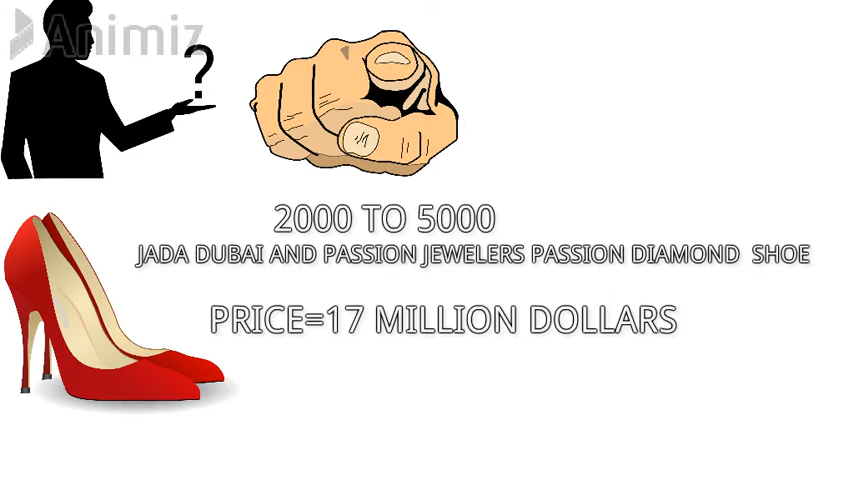 Animiz
?
2000 TO 5000
JADA DUBAI AND PASSION JEWELERS PASSION DIAMOND SHOE
PRICE=17 MILLION DOLLARS